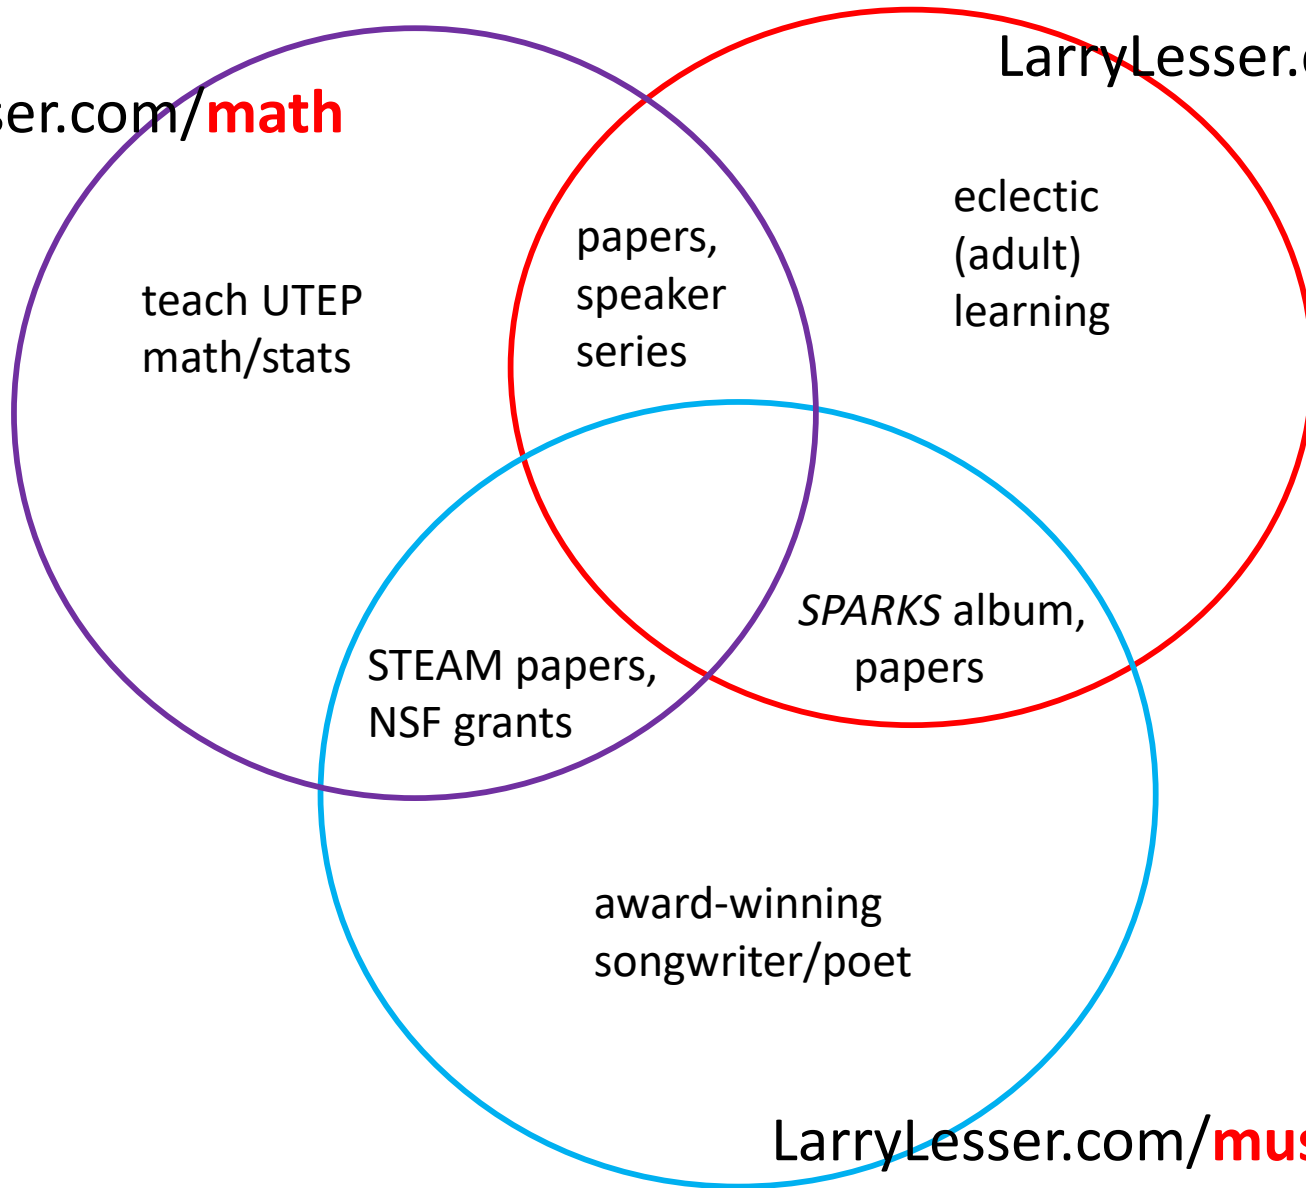 LarryLesser.c
ser.com/math
eclectic
(adult)
learning
papers,
speaker
series
teach UTEP
math/stats
SPARKS album,
papers
STEAM papers,
NSF grants
award-winning
songwriter/poet
LarryLesser.com/mus